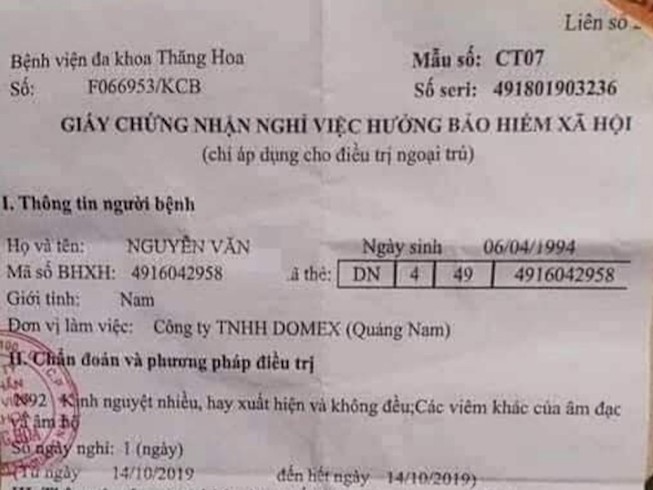 Liên số
Bệnh viện đa khoa Thăng Hoa
Mẫu số: CT07
Số: F066953/KCB
Số seri: 491801903236
GIẤY CHỨNG NHẬN NGHỈ VIỆC HƯỞNG BẢO HIỂM XÃ HỘI
(chỉ áp dụng cho điều trị ngoại trú)
I. Thông tin người bệnh
Họ và tên: NGUYỄN VĂN Ngày sinh 06/04/1994
Mã số BHXH: 4916042958 ã thẻ: DN 4 49 4916042958
Giới tính: Nam
Đơn vị làm việc: Công ty TNHH DOMEX (Quảng Nam)
II. Chẩn đoán và phương pháp điều trị
N92 Kinh nguyệt nhiều, hay xuất hiện và không đều;Các viêm khác của âm đạc
và âm hộ
Số ngày nghỉ: 1 (ngày)
(Từ ngày 14/10/2019 đến hết ngày 14/10/2019)